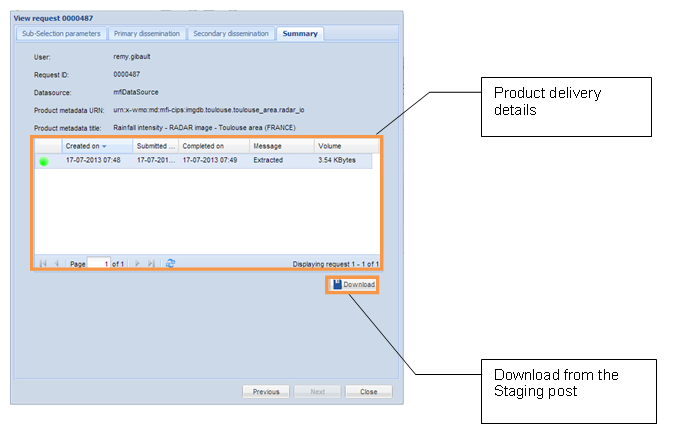 View request 0000487
Sub-Selection parameters Primary dissemination Secondary dissemination Summary
User: remy.gibault
Request ID: 0000487
Datasource: mfiDataSource
Product metadata URN: urn:x-wmo:md:mfi-cips:imgdb.toulouse.toulouse_area.radar_io
Product metadata title: Rainfall intensity - RADAR image - Toulouse area (FRANCE)
Created on Submitted ... Completed on Message Volume
17-07-2013 07:48 17-07-201... 17-07-2013 07:49 Extracted 3.54 KBytes
Page 1 of 1 Displaying request 1 - 1 of 1
Download
Previous Next Close
Product delivery
details
Download from the
Staging post